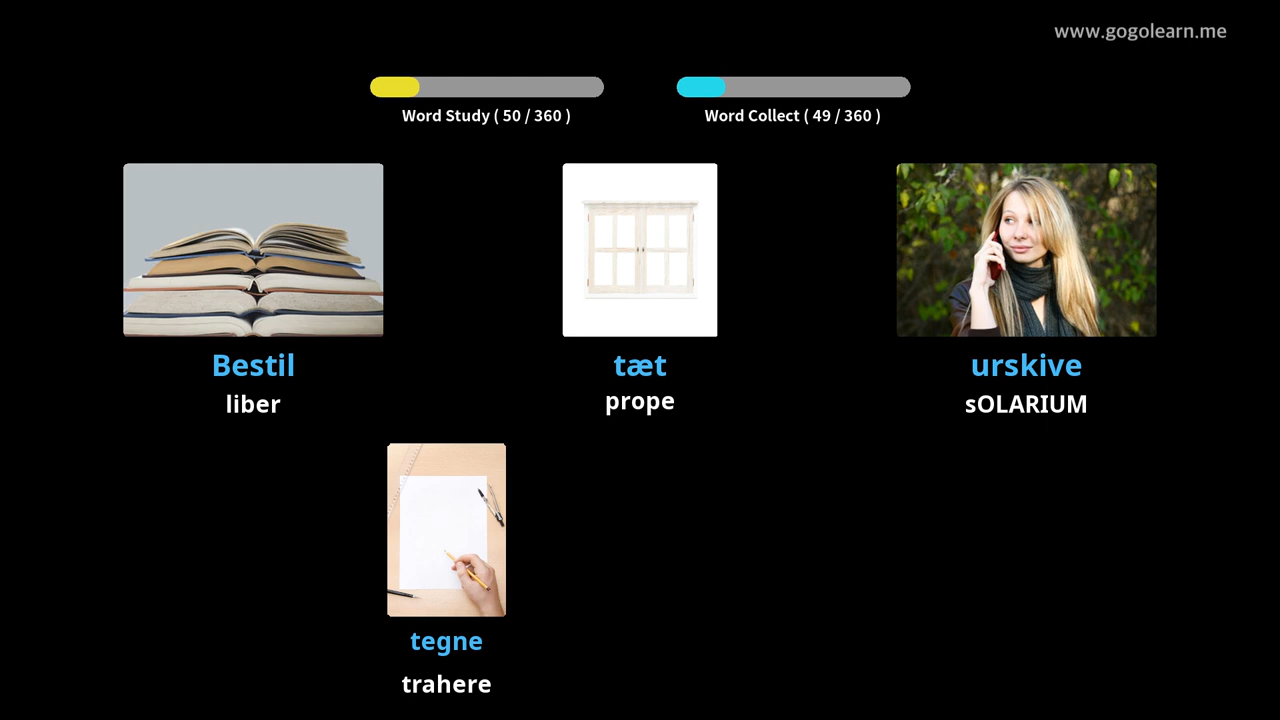 www.gogolearn.me
Word Study ( 50 / 360 )
Word Collect ( 49 / 360 )
Bestil
liber
tæt
prope
urskive
sOLARIUM
tegne
trahere